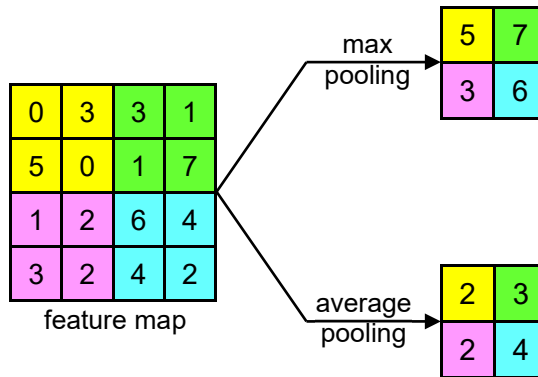 max
pooling
5 7
3 6
0 3 3 1
5 0 1 7
1 2 6 4
3 2 4 2
feature map
average
pooling
2 3
2 4